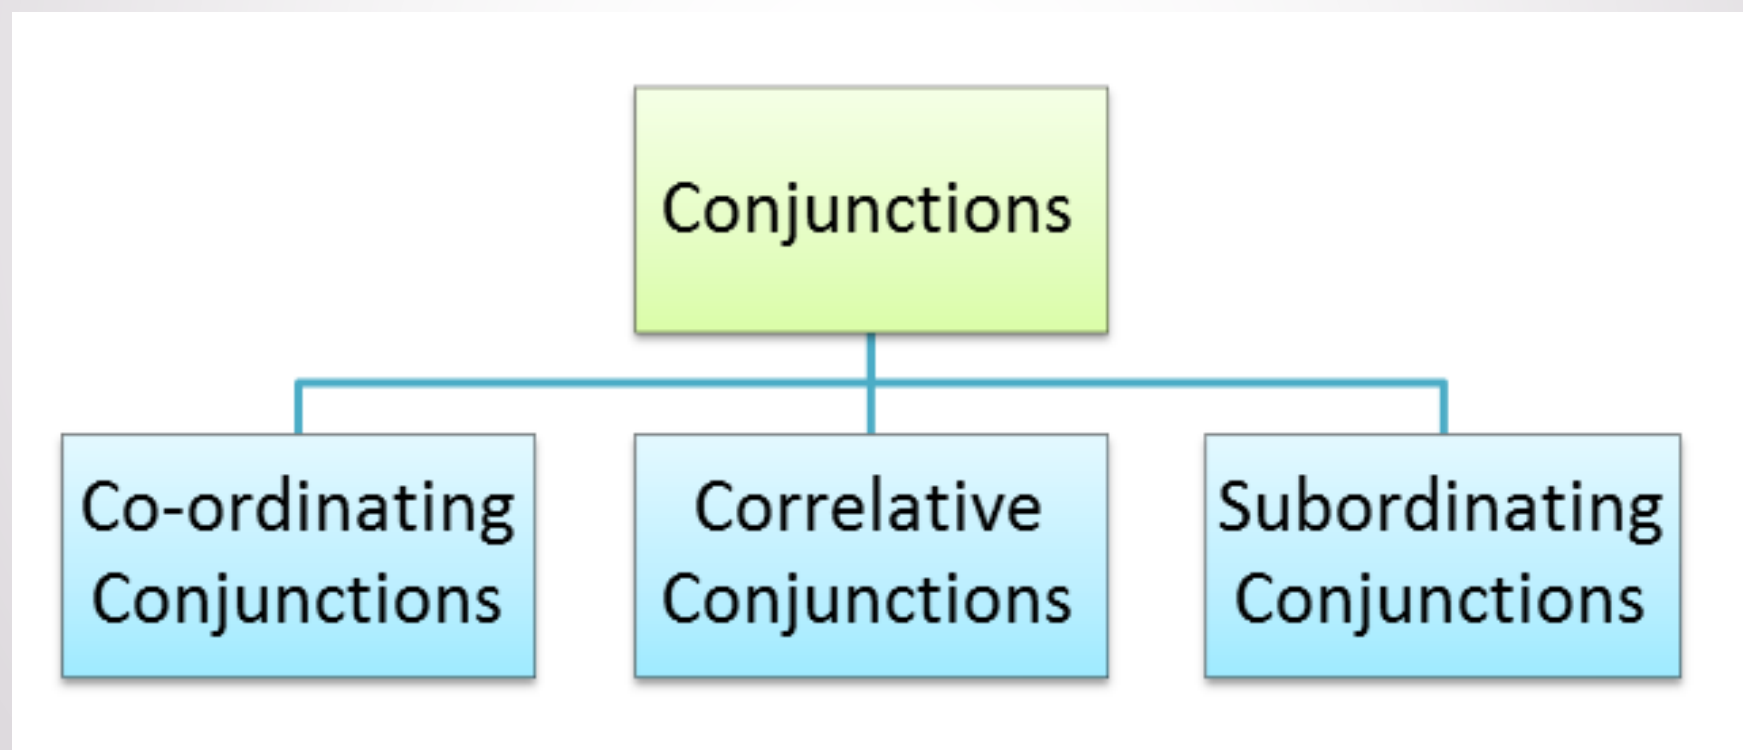 Conjunctions
Co-ordinating
Conjunctions
Correlative
Conjunctions
Subordinating
Conjunctions